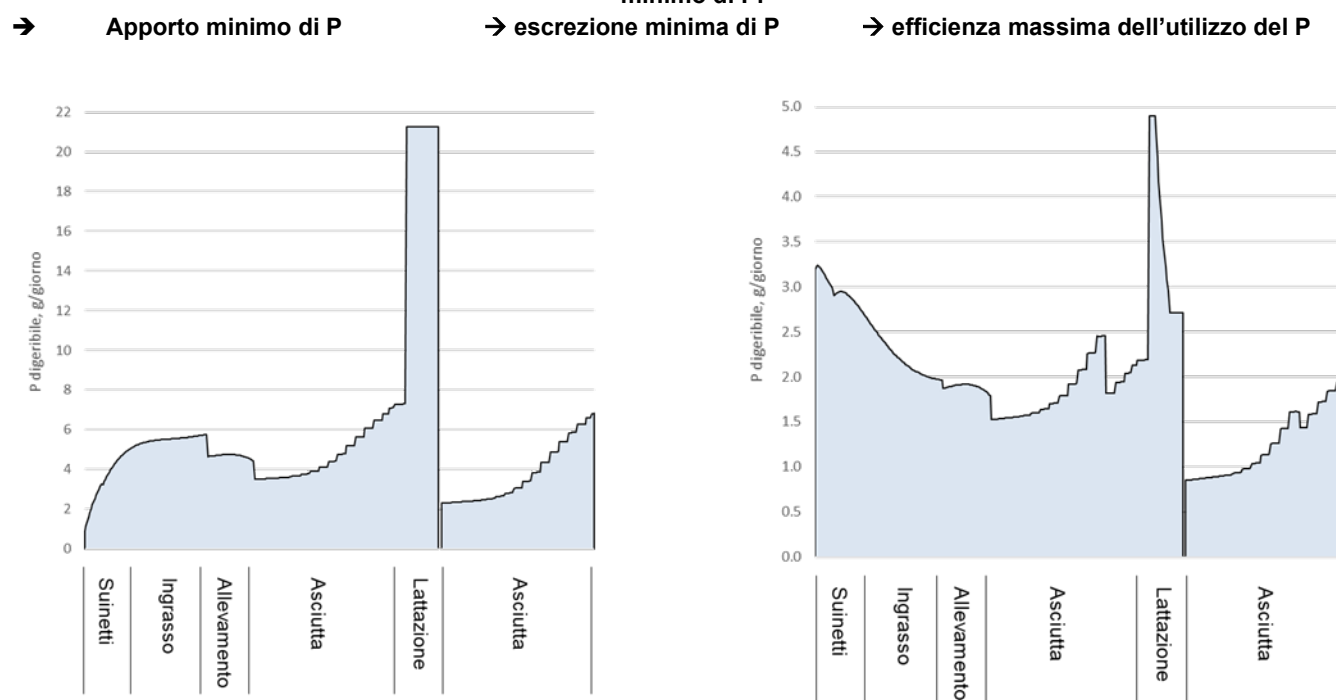 ➔ Apporto minimo di P → escrezione minima di P → efficienza massima dell'utilizzo del P
P digeribile, g/giorno
22
20
18
16
14
12
10
8
6
4
2
0
Suinetti
Ingrasso
Allevamento
Asciutta
Lattazione
Asciutta
P digeribile, g/giorno
5.0
4.5
4.0
3.5
3.0
2.5
2.0
1.5
1.0
0.5
0.0
Suinetti
Ingrasso
Allevamento
Asciutta
Lattazione
Asciutta